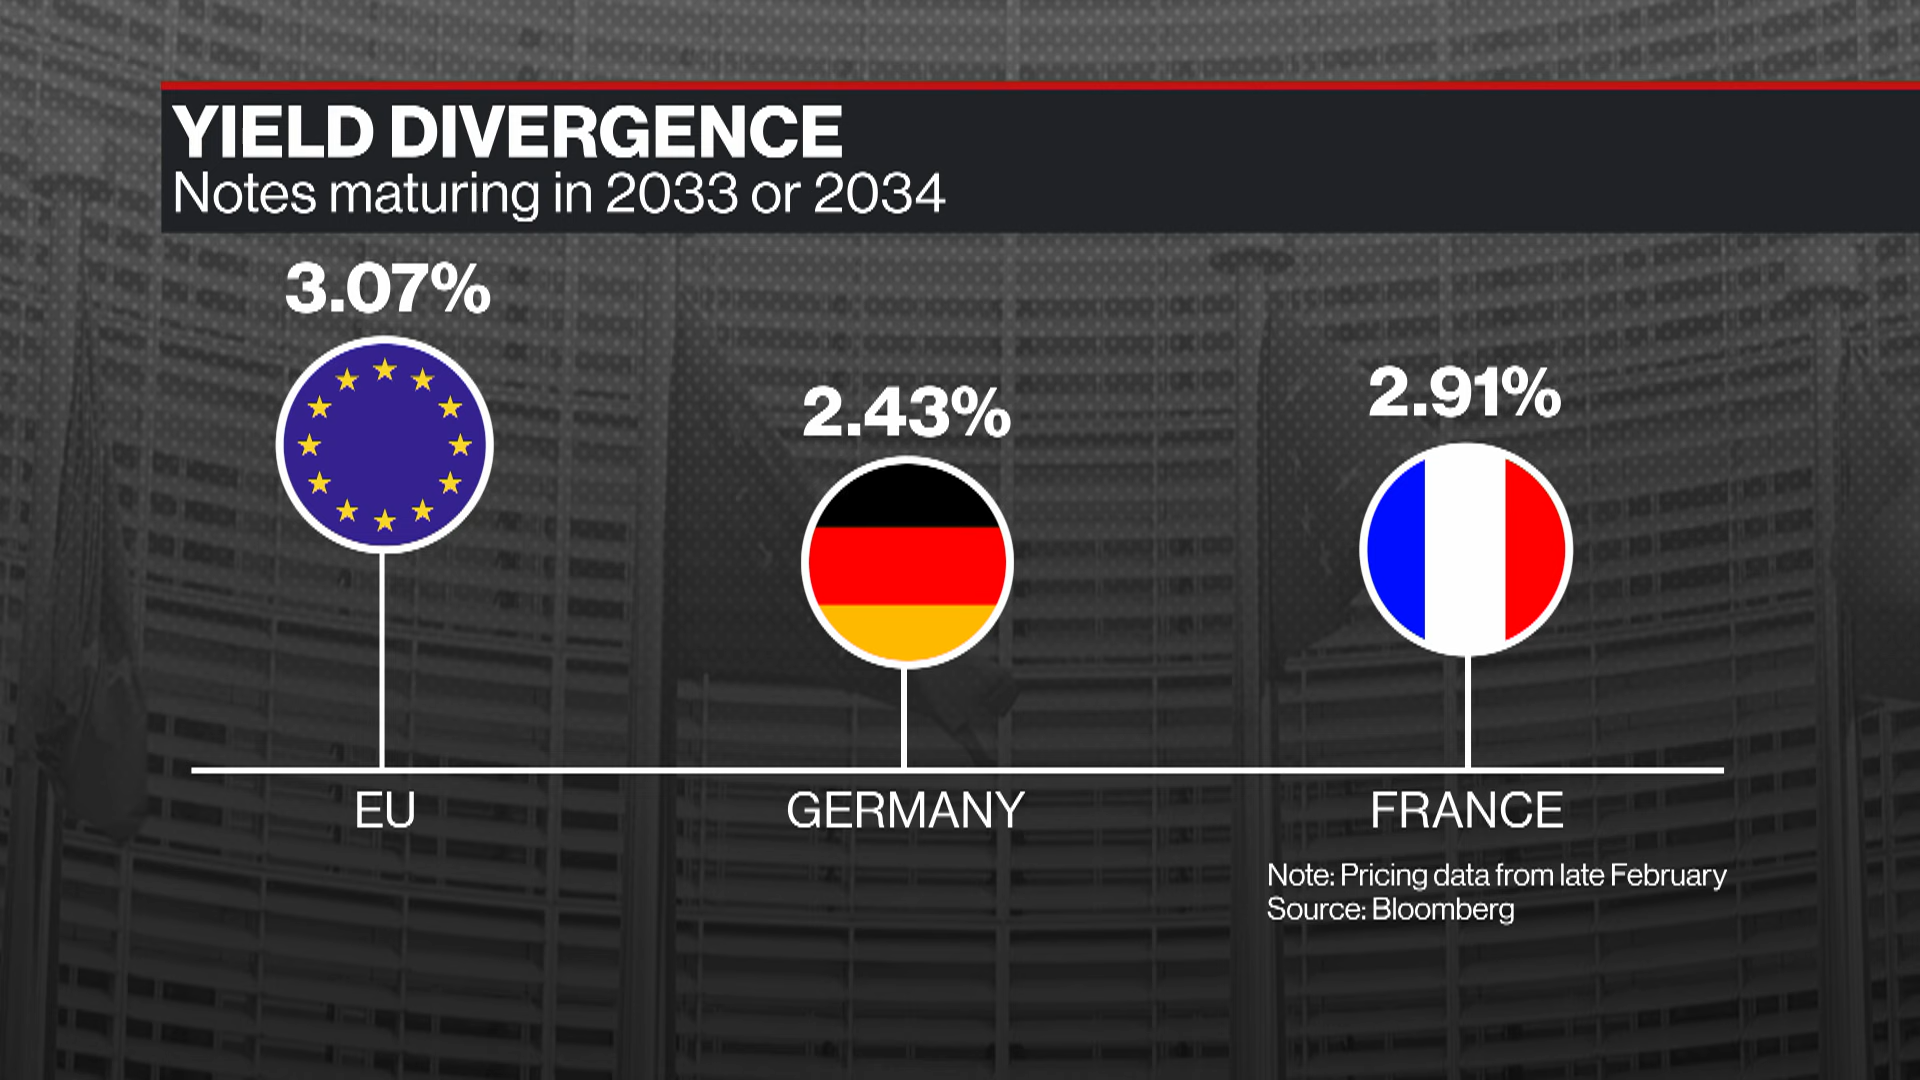 YIELD DIVERGENCE
Notes maturing in 2033 or 2034
3.07%
2.43%
2.91%
EU
GERMANY
FRANCE
Note: Pricing data from late February
Source: Bloomberg